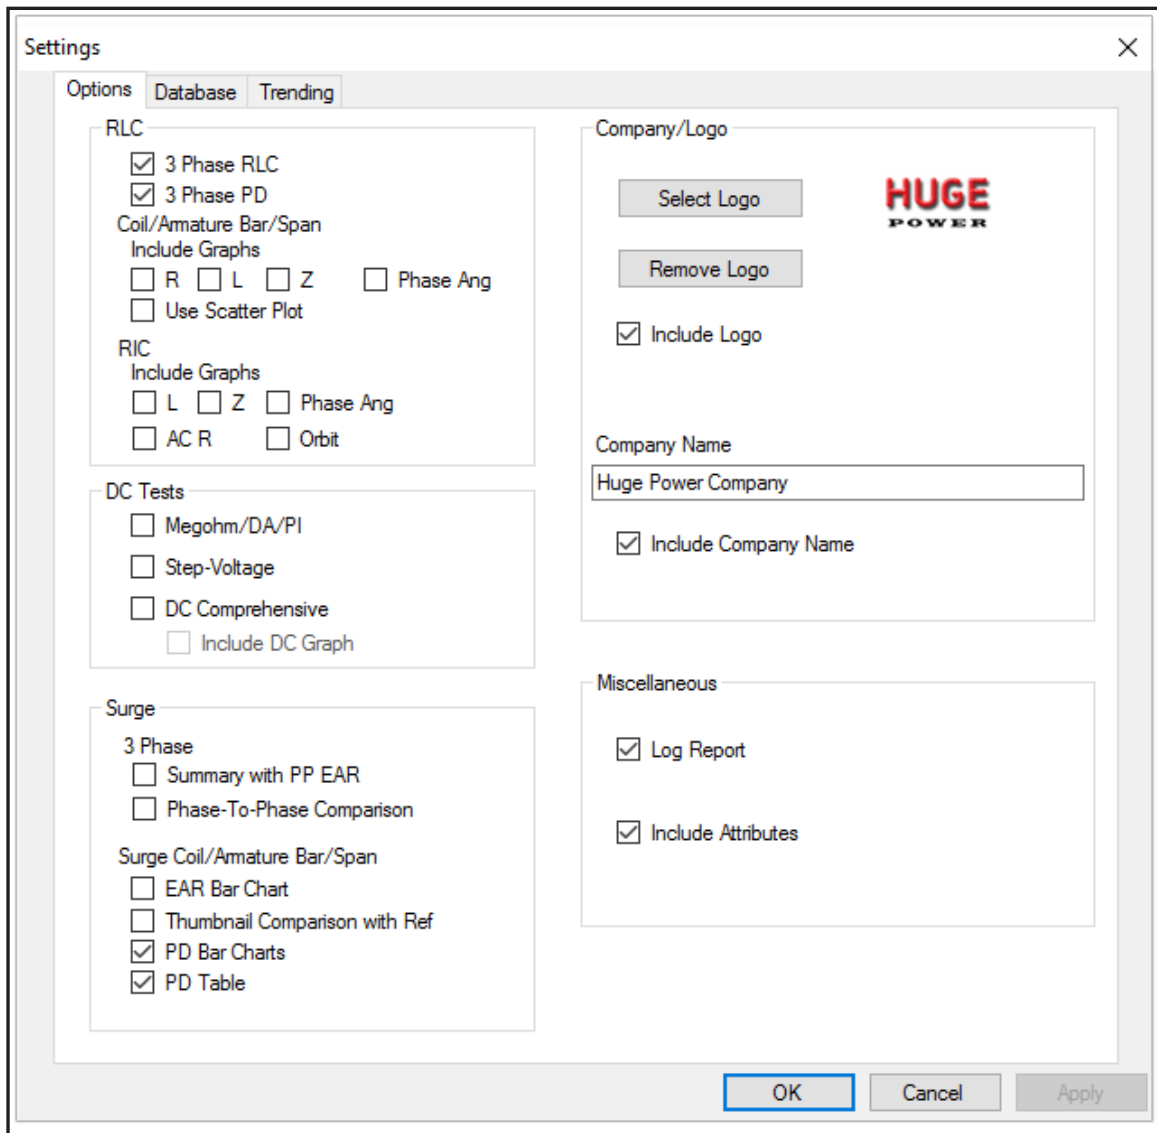 Settings
Options Database Trending
RLC
3 Phase RLC
3 Phase PD
Coil/Armature Bar/Span
Include Graphs
R L Z Phase Ang
Use Scatter Plot
RIC
Include Graphs
L Z Phase Ang
AC R Orbit
DC Tests
Megohm/DA/PI
Step-Voltage
DC Comprehensive
Include DC Graph
Surge
3 Phase
Summary with PP EAR
Phase-To-Phase Comparison
Surge Coil/Armature Bar/Span
EAR Bar Chart
Thumbnail Comparison with Ref
PD Bar Charts
PD Table
Company/Logo
Select Logo
HUGE
POWER
Remove Logo
Include Logo
Company Name
Huge Power Company
Include Company Name
Miscellaneous
Log Report
Include Attributes
OK Cancel Apply